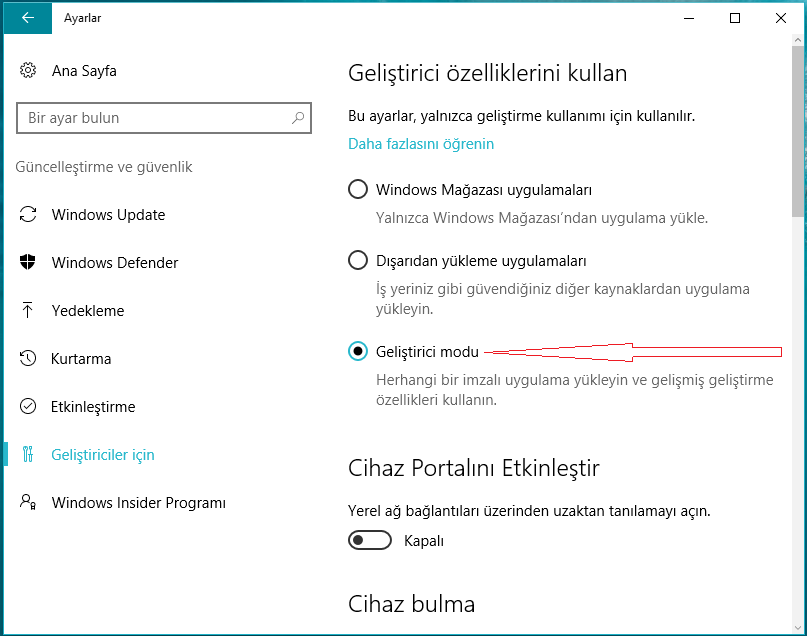 Ayarlar
Ana Sayfa
Bir ayar bulun
Güncelleştirme ve güvenlik
Windows Update
Windows Defender
Yedekleme
Kurtarma
Etkinleştirme
Geliştiriciler için
Windows Insider Programı
Geliştirici özelliklerini kullan
Bu ayarlar, yalnızca geliştirme kullanımı için kullanılır.
Daha fazlasını öğrenin
Windows Mağazası uygulamaları
Yalnızca Windows Mağazası’ndan uygulama yükle.
Dışarıdan yükleme uygulamaları
İş yeriniz gibi güvendiğiniz diğer kaynaklardan uygulama
yükleyin.
Geliştirici modu
Herhangi bir imzalı uygulama yükleyin ve gelişmiş geliştirme
özellikleri kullanın.
Cihaz Portalını Etkinleştir
Yerel ağ bağlantıları üzerinden uzaktan tanılamayı açın.
Kapalı
Cihaz bulma